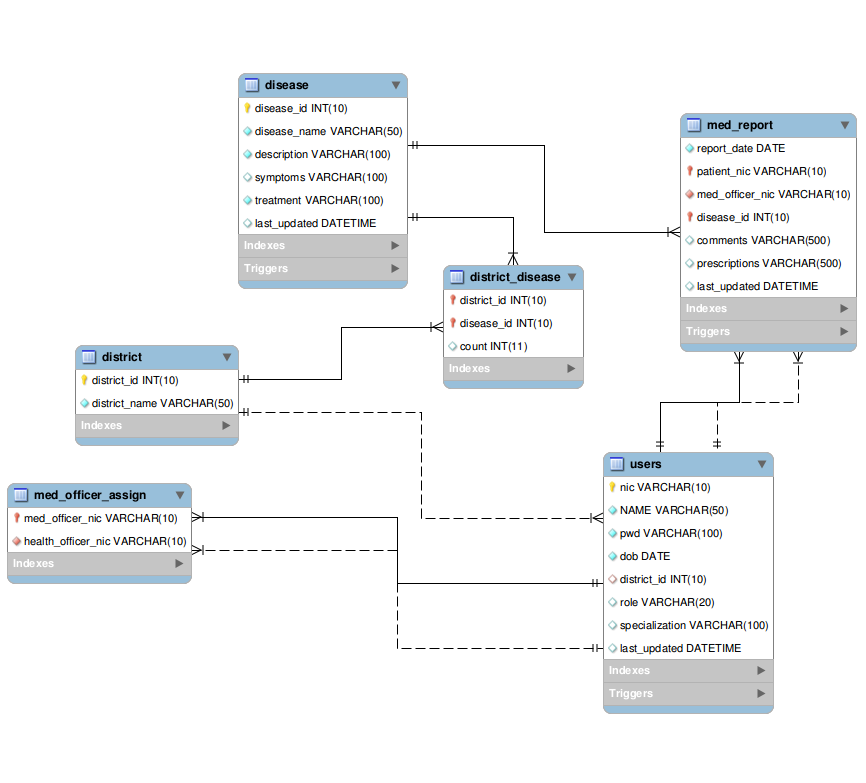 disease
disease_id INT(10)
disease_name VARCHAR(50)
description VARCHAR(100)
symptoms VARCHAR(100)
treatment VARCHAR(100)
last_updated DATETIME
Indexes
Triggers
med_report
report_date DATE
patient_nic VARCHAR(10)
med_officer_nic VARCHAR(10)
disease_id INT(10)
comments VARCHAR(500)
prescriptions VARCHAR(500)
last_updated DATETIME
Indexes
Triggers
district_disease
district_id INT(10)
disease_id INT(10)
count INT(11)
Indexes
district
district_id INT(10)
district_name VARCHAR(50)
Indexes
med_officer_assign
med_officer_nic VARCHAR(10)
health_officer_nic VARCHAR(10)
Indexes
users
nic VARCHAR(10)
NAME VARCHAR(50)
pwd VARCHAR(100)
dob DATE
district_id INT(10)
role VARCHAR(20)
specialization VARCHAR(100)
last_updated DATETIME
Indexes
Triggers